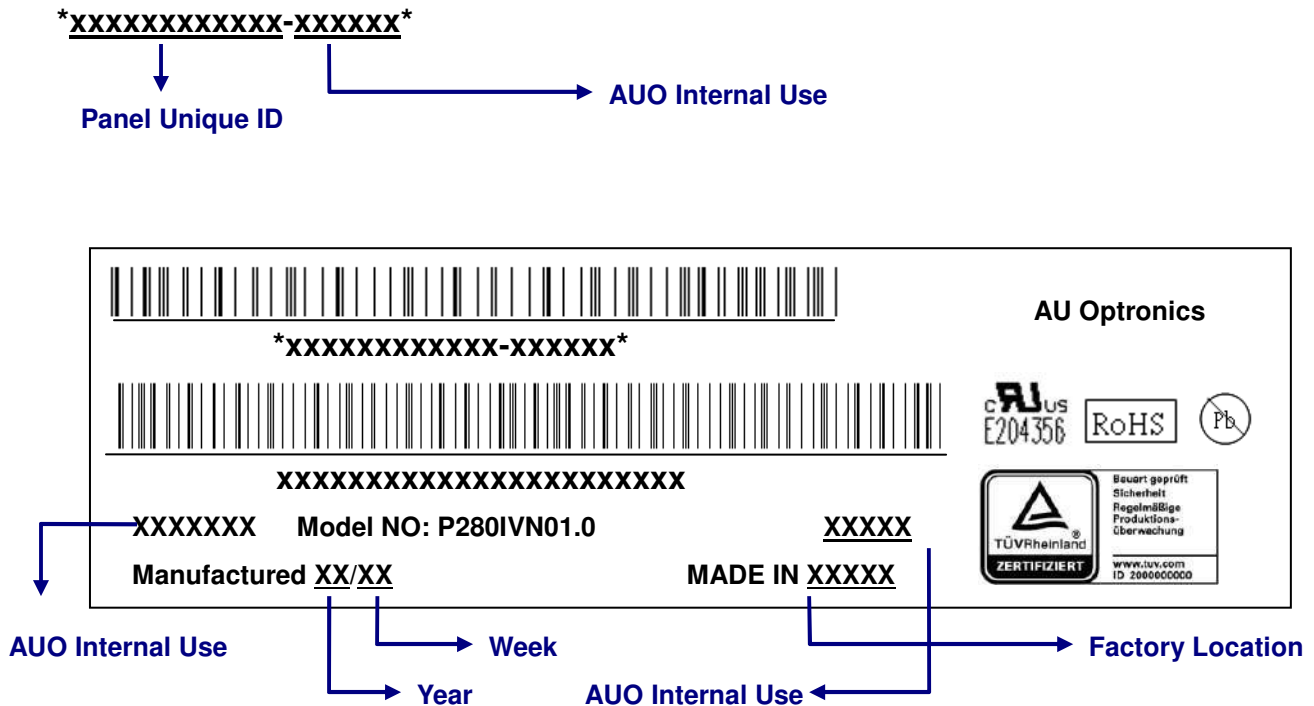 *xxxxxxxxxxxx-xxxxxx*
Panel Unique ID
AUO Internal Use
AU Optronics
*xxxxxxxxxxxx-xxxxxx*
xxxxxxxxxxxxxxxxxxxxxxx
c RU us
E204356
RoHS
Pb
TÜVRheinland®
ZERTIFIZIERT
Bauart geprüft
Sicherheit
Regelmäßige
Produktions-
überwachung
www.tuv.com
ID 2000000000
XXXXXXX Model NO: P280IVN01.0 XXXXX
Manufactured XX/XX MADE IN XXXXX
AUO Internal Use
Week
Factory Location
Year
AUO Internal Use